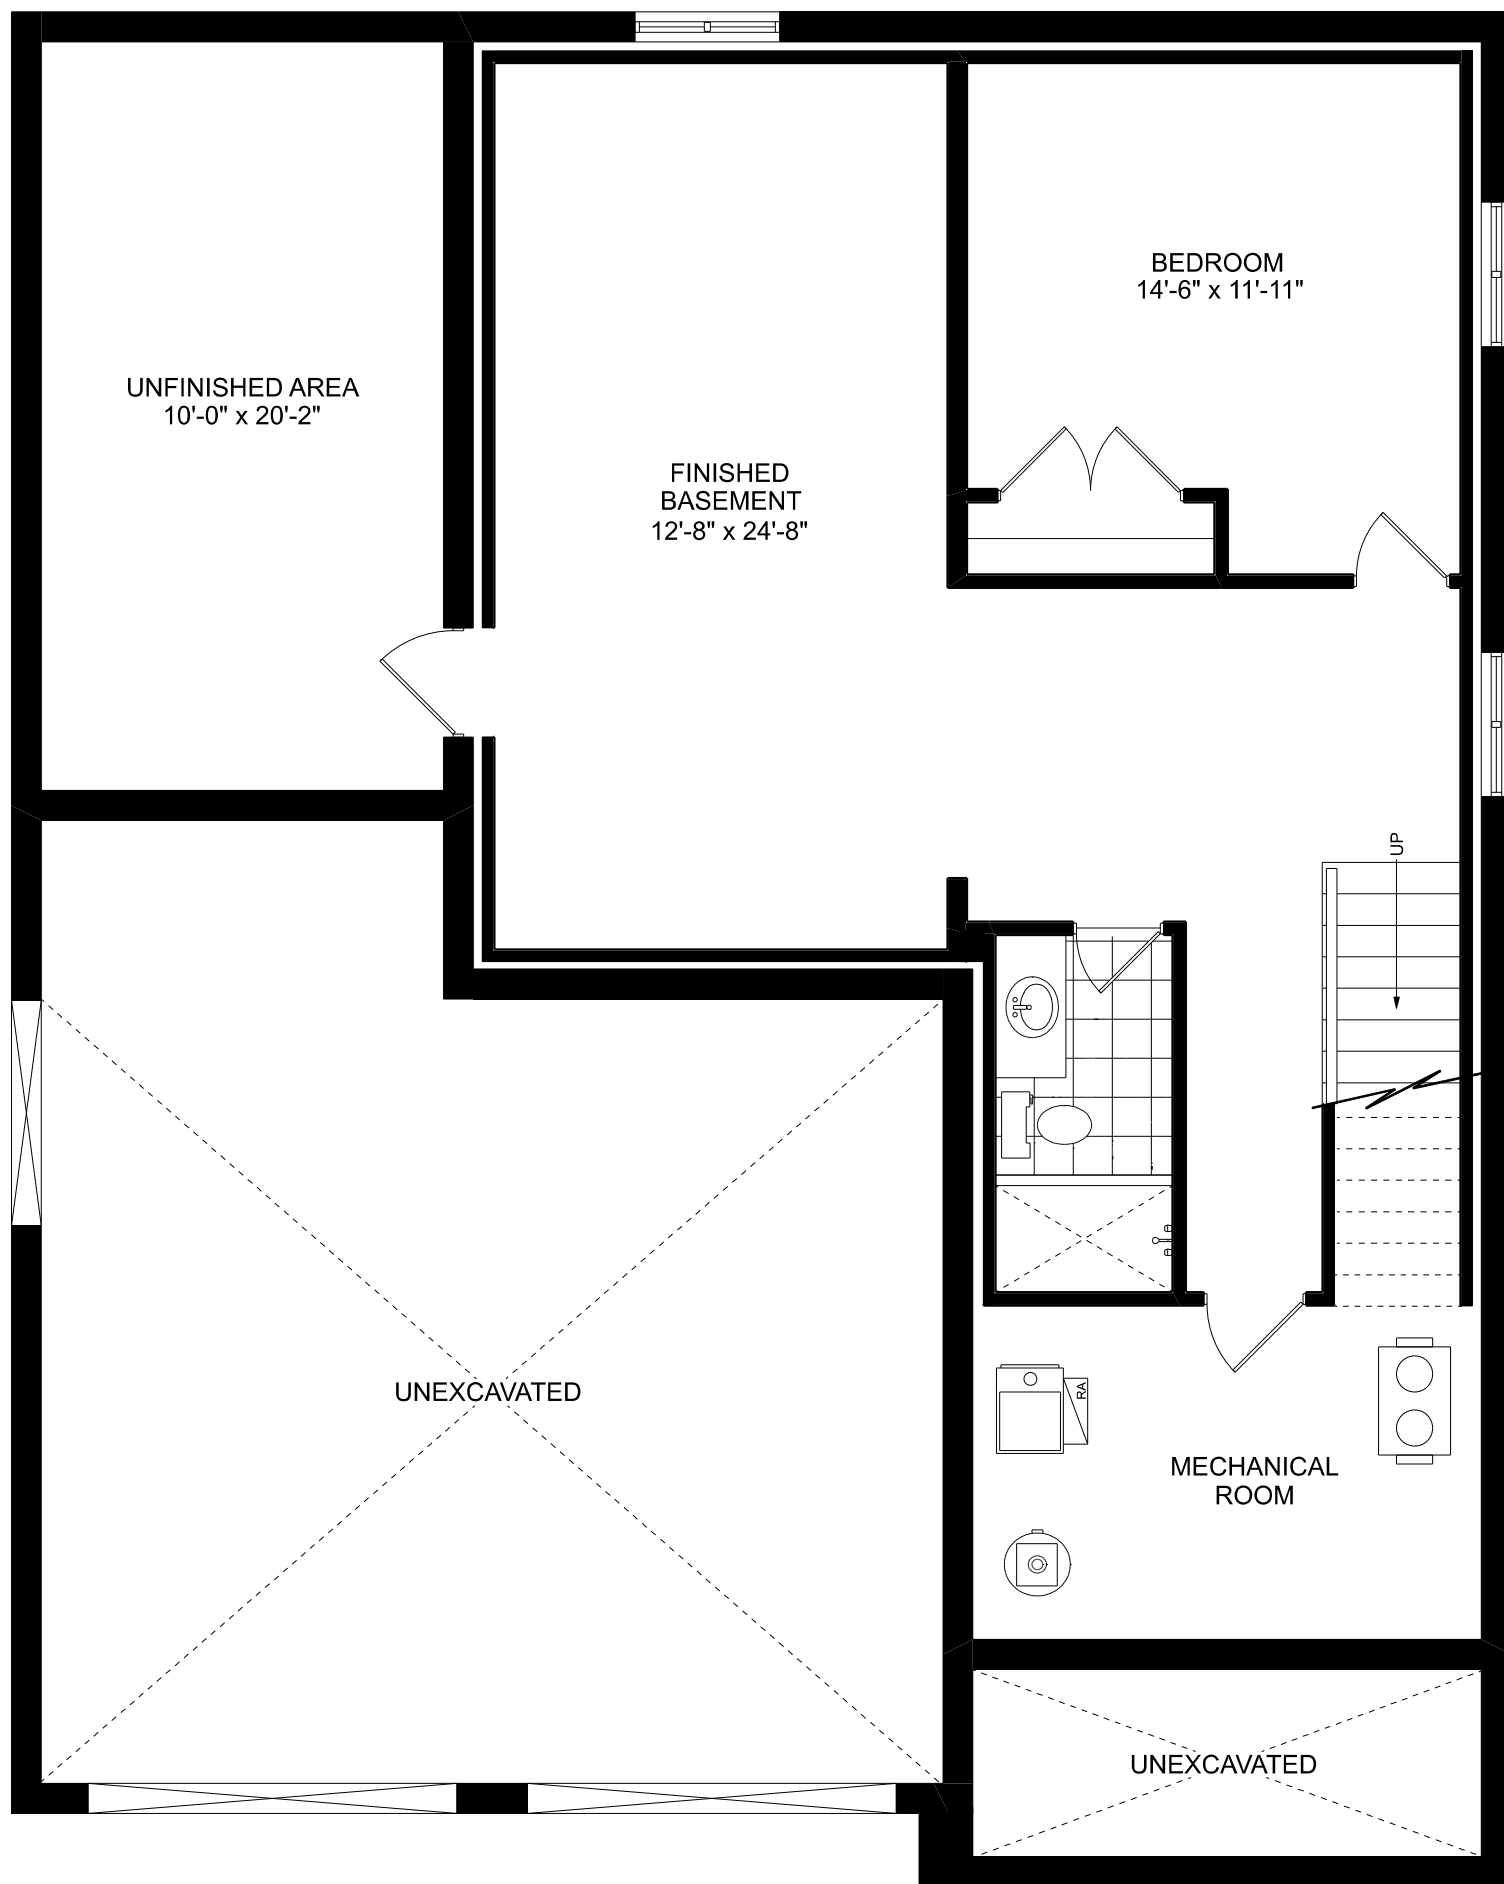 BEDROOM
14'-6" x 11'-11"
UNFINISHED AREA
10'-0" x 20'-2"
FINISHED
BASEMENT
12'-8" x 24'-8"
UP
UNEXCAVATED
RA
MECHANICAL
ROOM
UNEXCAVATED